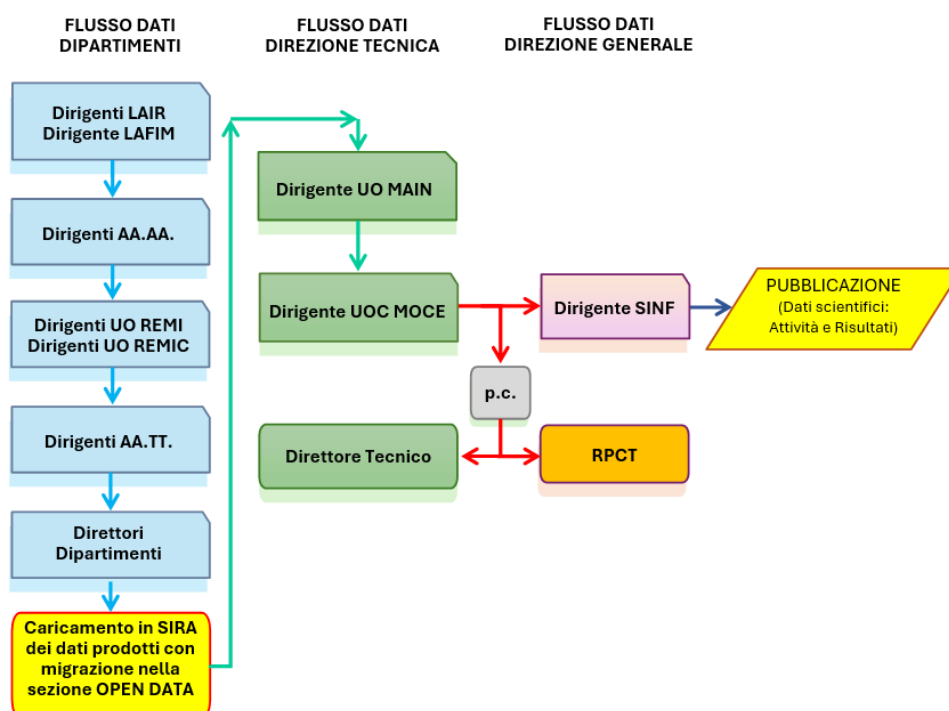 FLUSSO DATI
DIPARTIMENTI
FLUSSO DATI
DIREZIONE TECNICA
FLUSSO DATI
DIREZIONE GENERALE
Dirigenti LAIR
Dirigente LAFIM
Dirigenti AA.AA.
Dirigenti UO REMI
Dirigenti UO REMIC
Dirigenti AA.TT.
Direttori
Dipartimenti
Caricamento in SIRA
dei dati prodotti con
migrazione nella
sezione OPEN DATA
Dirigente UO MAIN
Dirigente UOC MOCE
Dirigente SINF
PUBBLICAZIONE
(Dati scientifici:
Attività e Risultati)
p.c.
Direttore Tecnico
RPCT